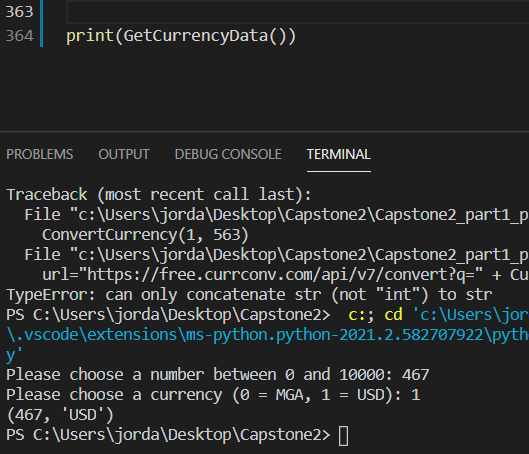 363
364 print(GetCurrencyData())
PROBLEMS OUTPUT DEBUG CONSOLE TERMINAL
Traceback (most recent call last):
File "c:\Users\jorda\Desktop\Capstone2\Capstone2_part1_p
ConvertCurrency(1, 563)
File "c:\Users\jorda\Desktop\Capstone2\Capstone2_part1_p
url="https://free.currconv.com/api/v7/convert?q=" + Cu
TypeError: can only concatenate str (not "int") to str
PS C:\Users\jorda\Desktop\Capstone2> c:; cd 'c:\Users\jor
\.vscode\extensions\ms-python.python-2021.2.582707922\pyth
y'
Please choose a number between 0 and 10000: 467
Please choose a currency (0 = MGA, 1 = USD): 1
(467, 'USD')
PS C:\Users\jorda\Desktop\Capstone2>